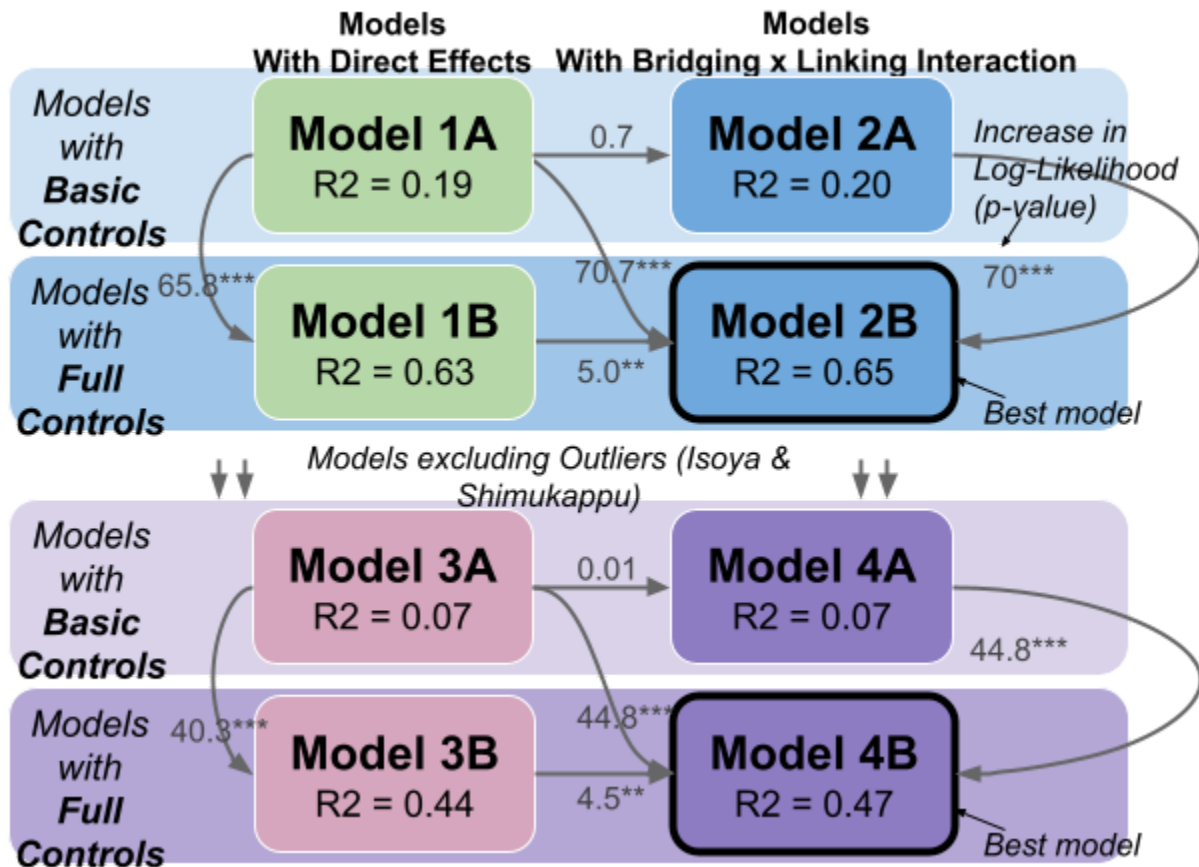 Models
With Direct Effects
Models
With Bridging x Linking Interaction
Models
with
Basic
Controls
Model 1A
R2 = 0.19
0.7
Model 2A
R2 = 0.20
Increase in
Log-Likelihood
(p-value)
65.8***
70.7***
70***
Models
with
Full
Controls
Model 1B
R2 = 0.63
5.0**
Model 2B
R2 = 0.65
Best model
Models excluding Outliers (Isoya &
Shimukappu)
Models
with
Basic
Controls
Model 3A
R2 = 0.07
0.01
Model 4A
R2 = 0.07
44.8***
40.3***
44.8***
Models
with
Full
Controls
Model 3B
R2 = 0.44
4.5**
Model 4B
R2 = 0.47
Best model